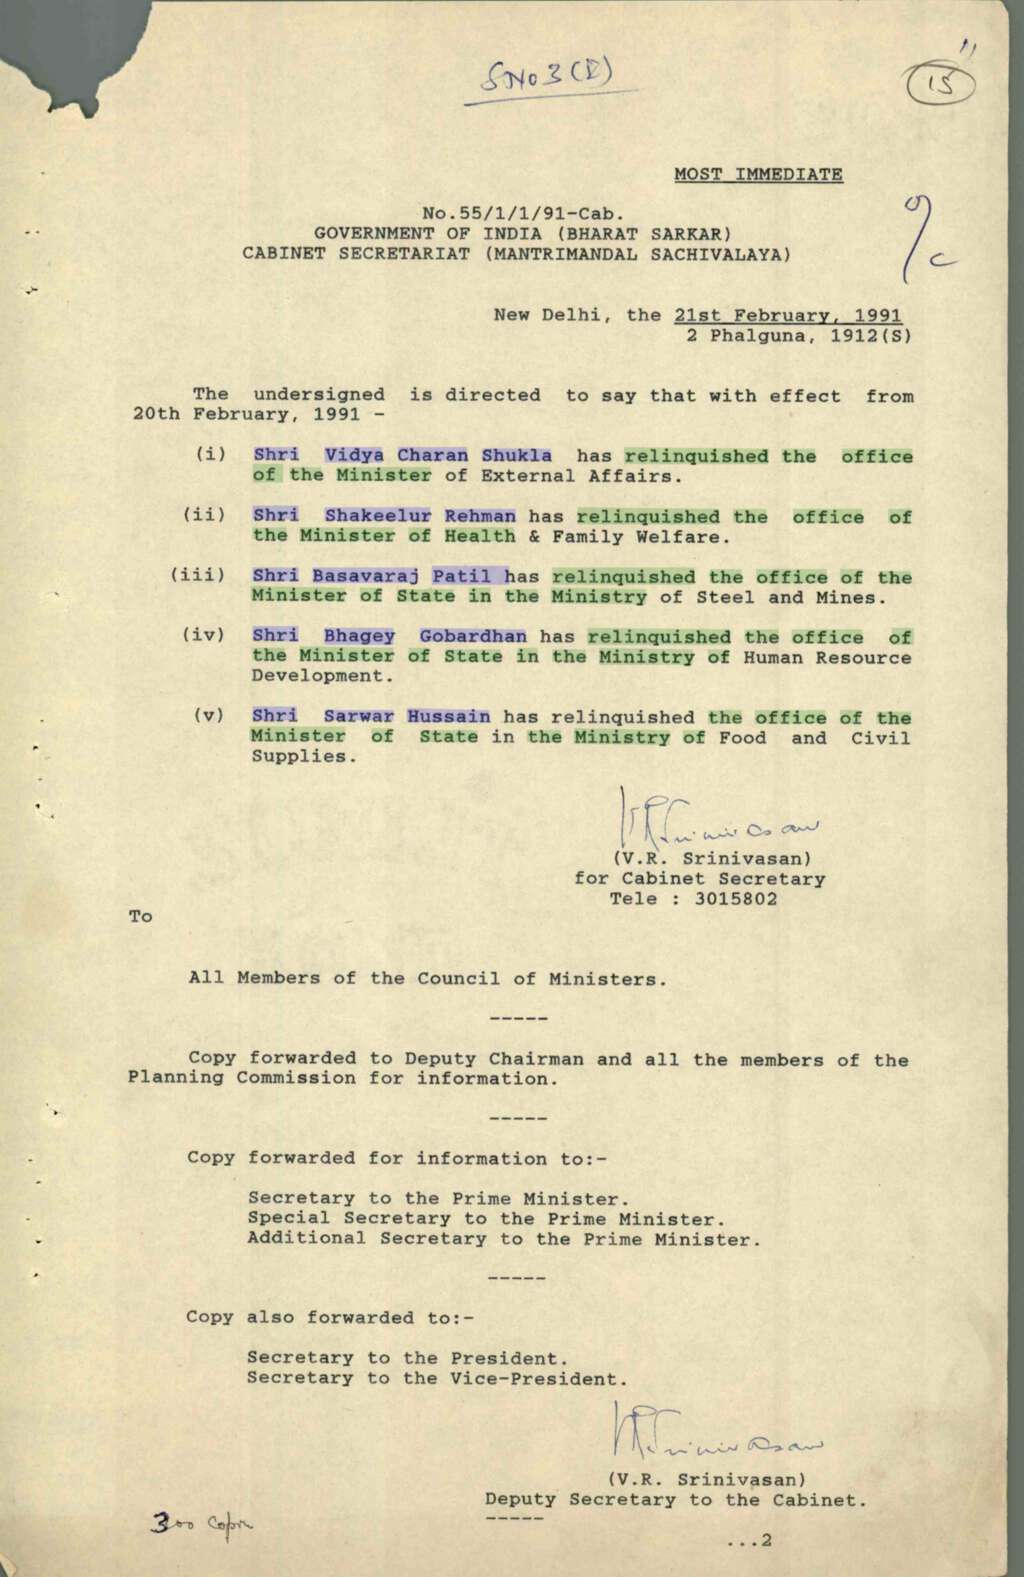 SNo 3 (R)
11
15
MOST IMMEDIATE
No.55/1/1/91-Cab.
GOVERNMENT OF INDIA (BHARAT SARKAR)
CABINET SECRETARIAT (MANTRIMANDAL SACHIVALAYA)
O/c
New Delhi, the 21st February, 1991
2 Phalguna, 1912(S)
The undersigned is directed to say that with effect from
20th February, 1991 -
(i) Shri Vidya Charan Shukla has relinquished the office
of the Minister of External Affairs.
(ii) Shri Shakeelur Rehman has relinquished the office of
the Minister of Health & Family Welfare.
(iii) Shri Basavaraj Patil has relinquished the office of the
Minister of State in the Ministry of Steel and Mines.
(iv) Shri Bhagey Gobardhan has relinquished the office of
the Minister of State in the Ministry of Human Resource
Development.
(v) Shri Sarwar Hussain has relinquished the office of the
Minister of State in the Ministry of Food and Civil
Supplies.
VRSrinivasan
(V.R. Srinivasan)
for Cabinet Secretary
Tele : 3015802
To
All Members of the Council of Ministers.
-----
Copy forwarded to Deputy Chairman and all the members of the
Planning Commission for information.
-----
Copy forwarded for information to:-
Secretary to the Prime Minister.
Special Secretary to the Prime Minister.
Additional Secretary to the Prime Minister.
-----
Copy also forwarded to:-
Secretary to the President.
Secretary to the Vice-President.
VRSrinivasan
(V.R. Srinivasan)
Deputy Secretary to the Cabinet.
-----
300 Copies
...2